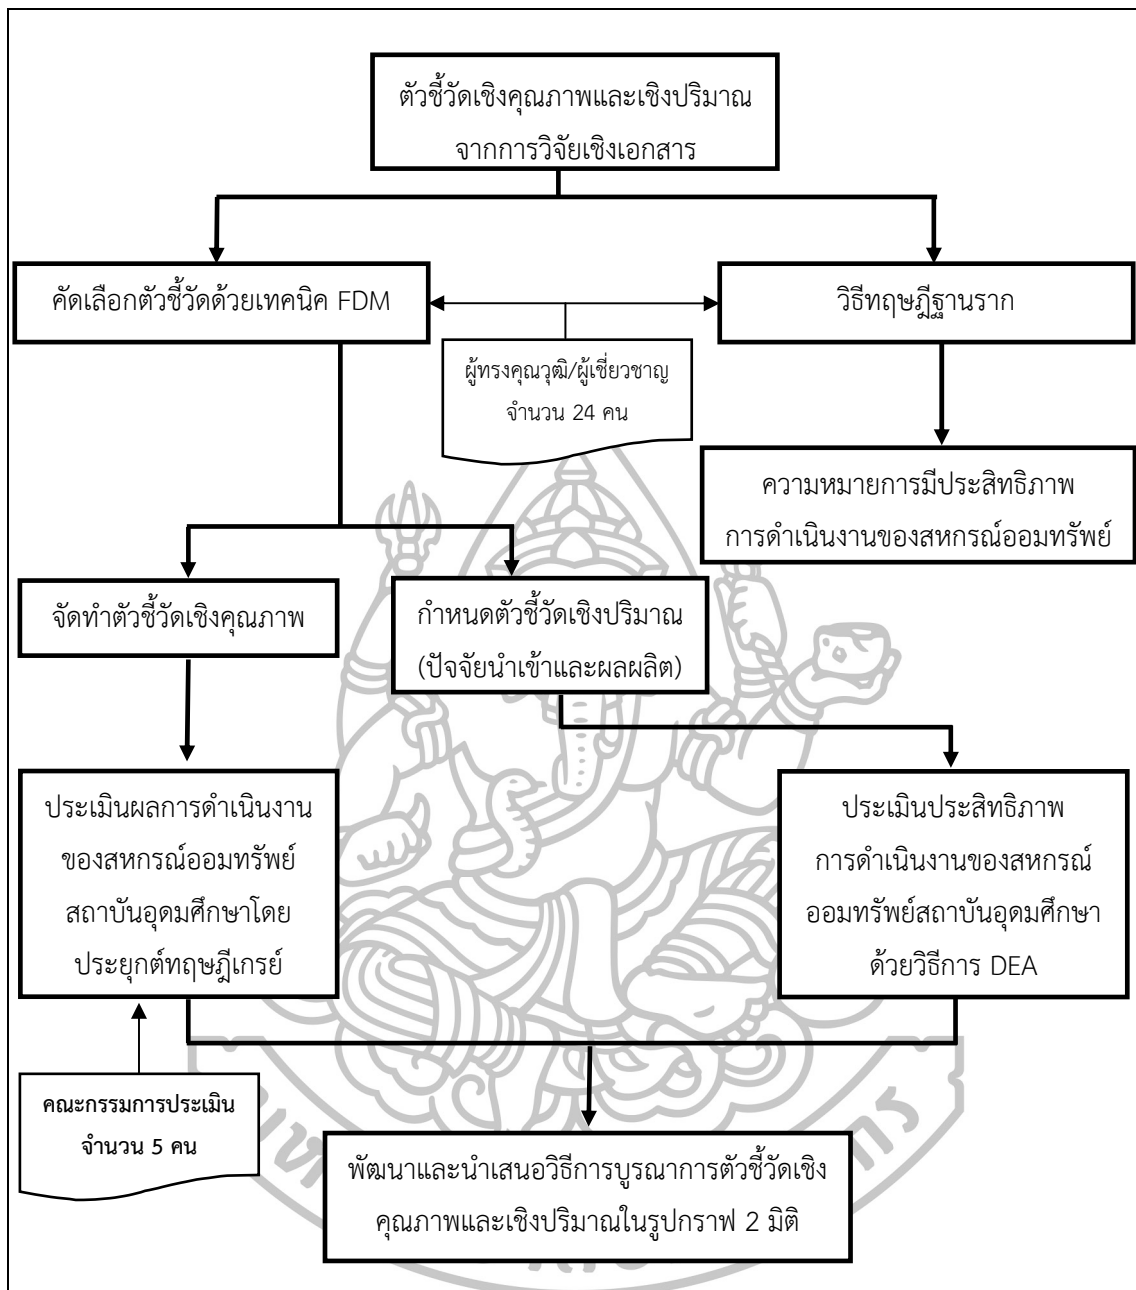 ตัวชี้วัดเชิงคุณภาพและเชิงปริมาณ
จากการวิจัยเชิงเอกสาร
คัดเลือกตัวชี้วัดด้วยเทคนิค FDM
วิธีทฤษฎีฐานราก
ผู้ทรงคุณวุฒิ/ผู้เชี่ยวชาญ
จำนวน 24 คน
ความหมายการมีประสิทธิภาพ
การดำเนินงานของสหกรณ์ออมทรัพย์
จัดทำตัวชี้วัดเชิงคุณภาพ
กำหนดตัวชี้วัดเชิงปริมาณ
(ปัจจัยนำเข้าและผลผลิต)
ประเมินผลการดำเนินงาน
ของสหกรณ์ออมทรัพย์
สถาบันอุดมศึกษาโดย
ประยุกต์ทฤษฎีเกรย์
ประเมินประสิทธิภาพ
การดำเนินงานของสหกรณ์
ออมทรัพย์สถาบันอุดมศึกษา
ด้วยวิธีการ DEA
คณะกรรมการประเมิน
จำนวน 5 คน
พัฒนาและนำเสนอวิธีการบูรณาการตัวชี้วัดเชิง
คุณภาพและเชิงปริมาณในรูปกราฟ 2 มิติ